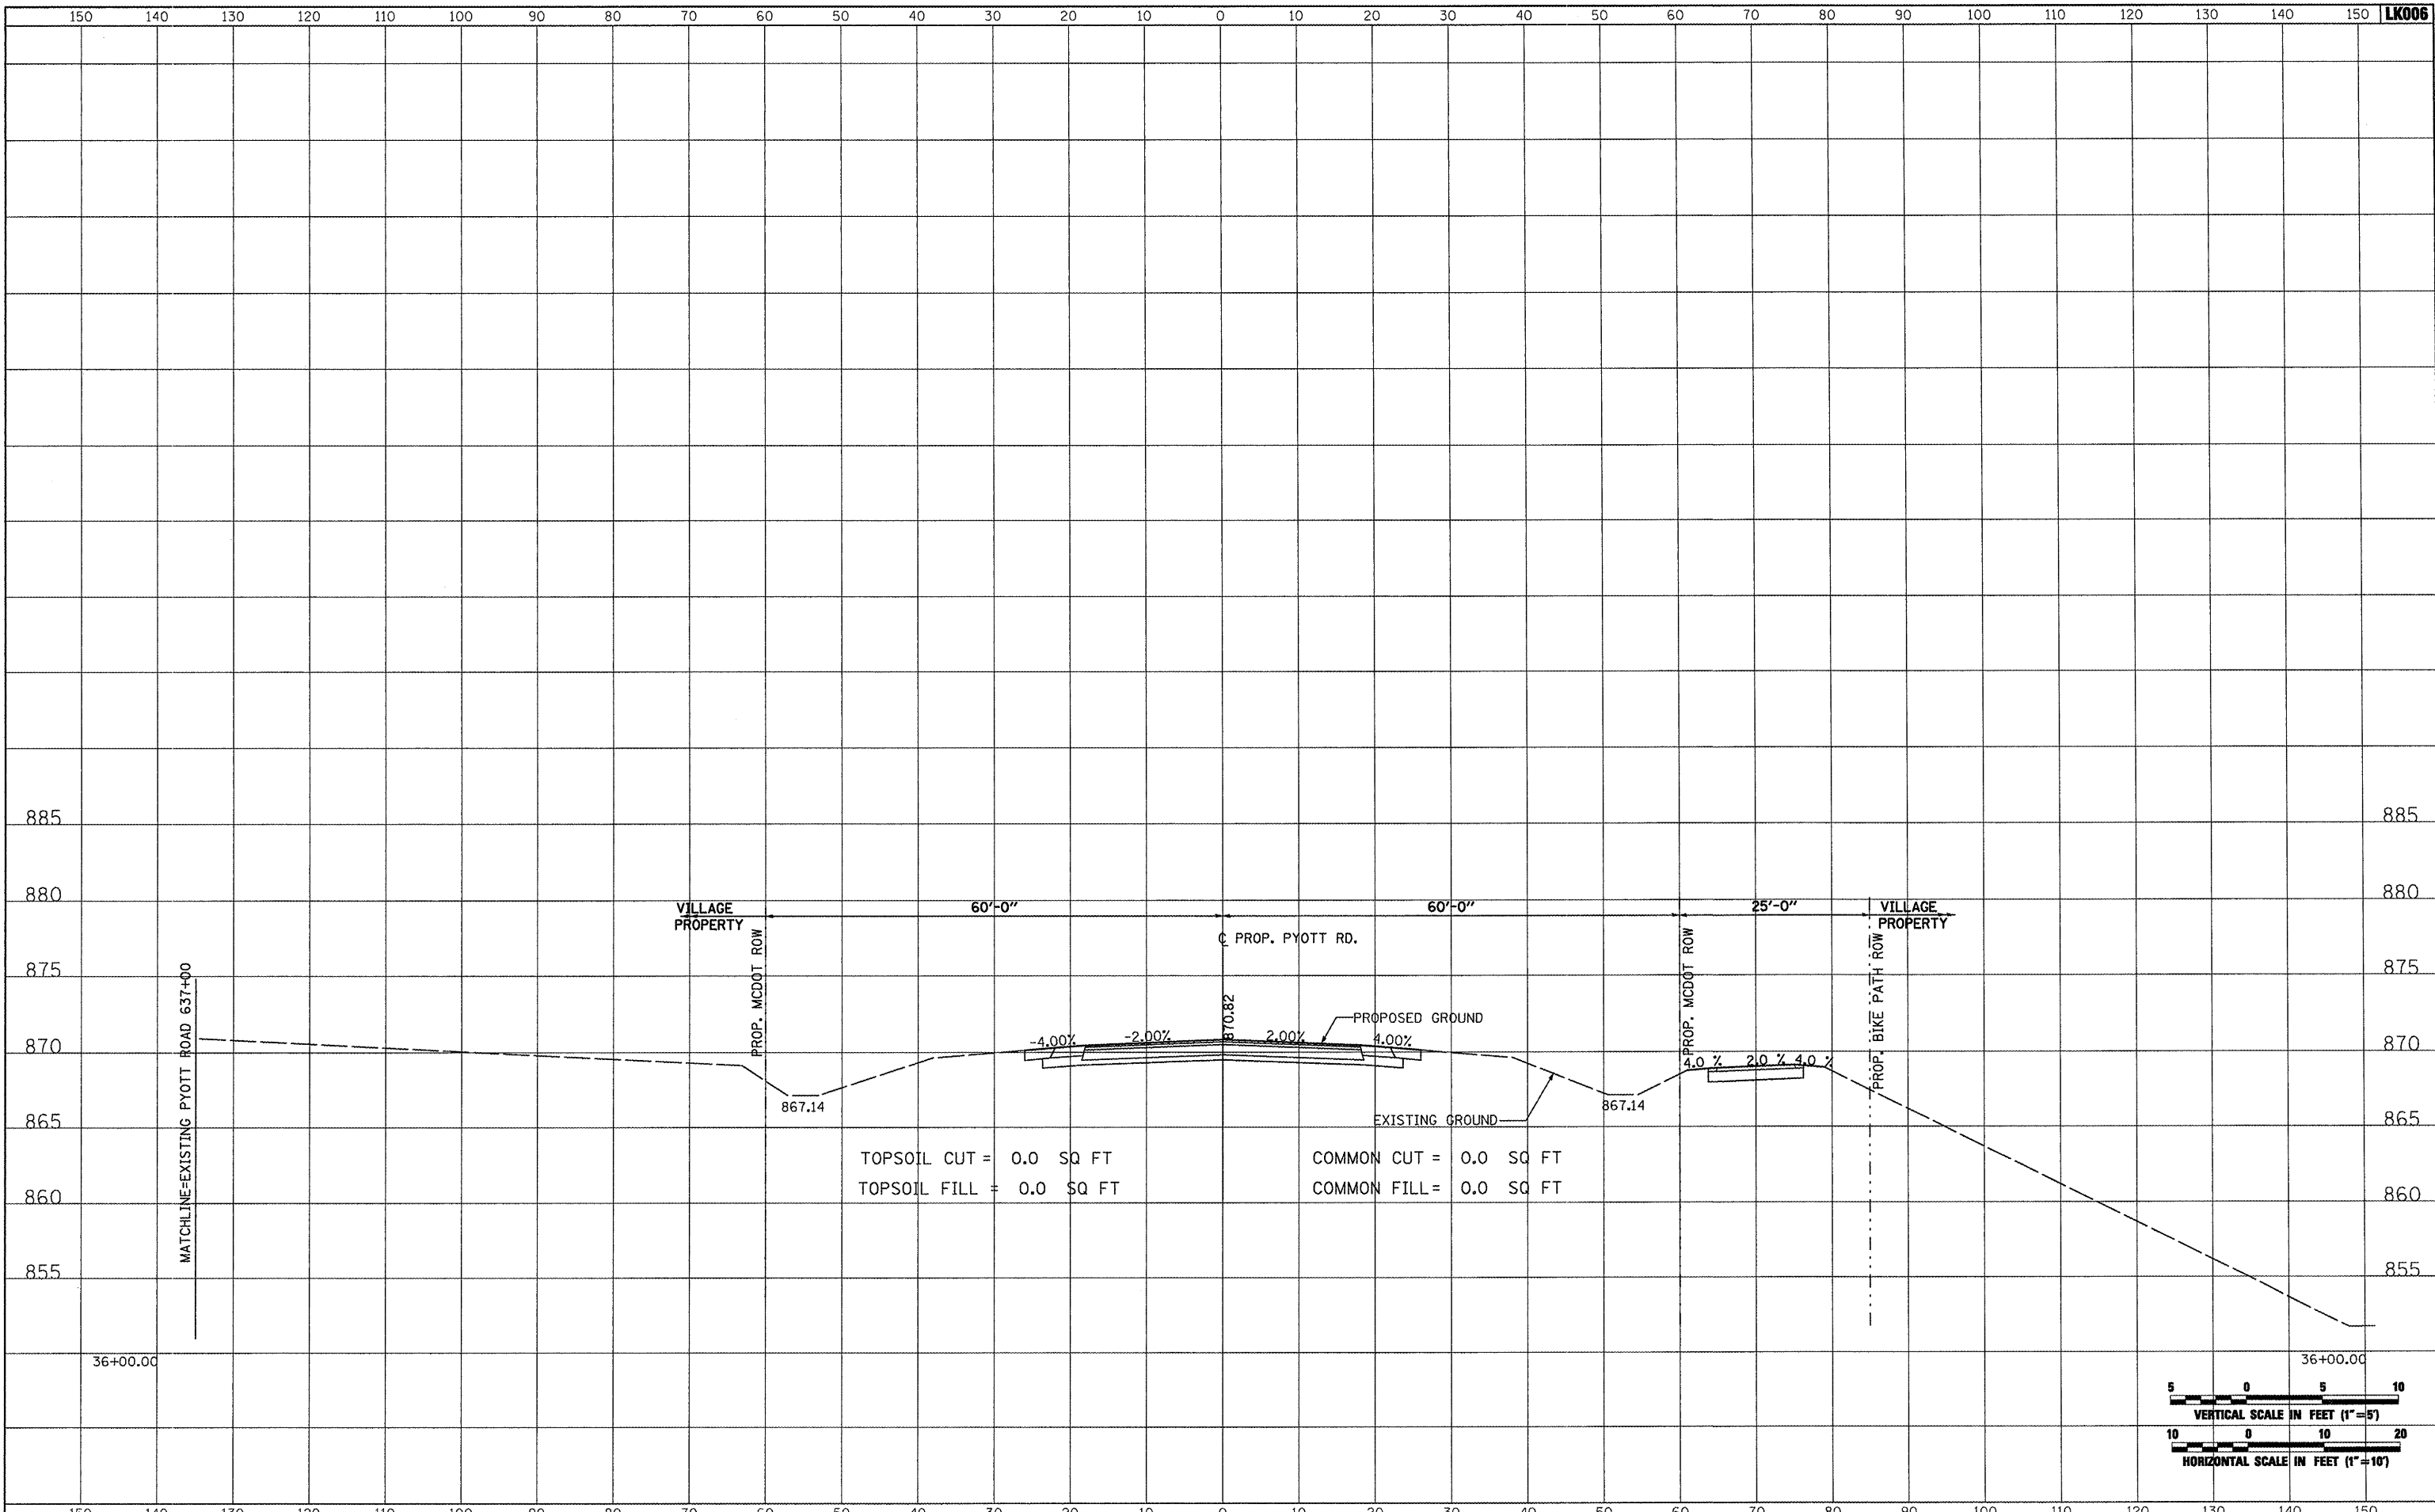 150 140 130 120 110 100 90 80 70 60 50 40 30 20 10 0 10 20 30 40 50 60 70 80 90 100 110 120 130 140 150 LK006
885 885
880 880
VILLAGE PROPERTY
60'-0"
60'-0"
25'-0"
VILLAGE PROPERTY
℄ PROP. PYOTT RD.
PROP. MCDOT ROW
PROP. MCDOT ROW
PROP. BIKE PATH ROW
875 875
MATCHLINE=EXISTING PYOTT ROAD 637+00
870.82
PROPOSED GROUND
-4.00% -2.00% 2.00% 4.00%
870 870
4.0 % 2.0 % 4.0 %
867.14 867.14
EXISTING GROUND
865 865
TOPSOIL CUT = 0.0 SQ FT COMMON CUT = 0.0 SQ FT
TOPSOIL FILL = 0.0 SQ FT COMMON FILL= 0.0 SQ FT
860 860
855 855
36+00.00 36+00.00
5 0 5 10
VERTICAL SCALE IN FEET (1"=5')
10 0 10 20
HORIZONTAL SCALE IN FEET (1"=10')
150 140 130 120 110 100 90 80 70 60 50 40 30 20 10 0 10 20 30 40 50 60 70 80 90 100 110 120 130 140 150